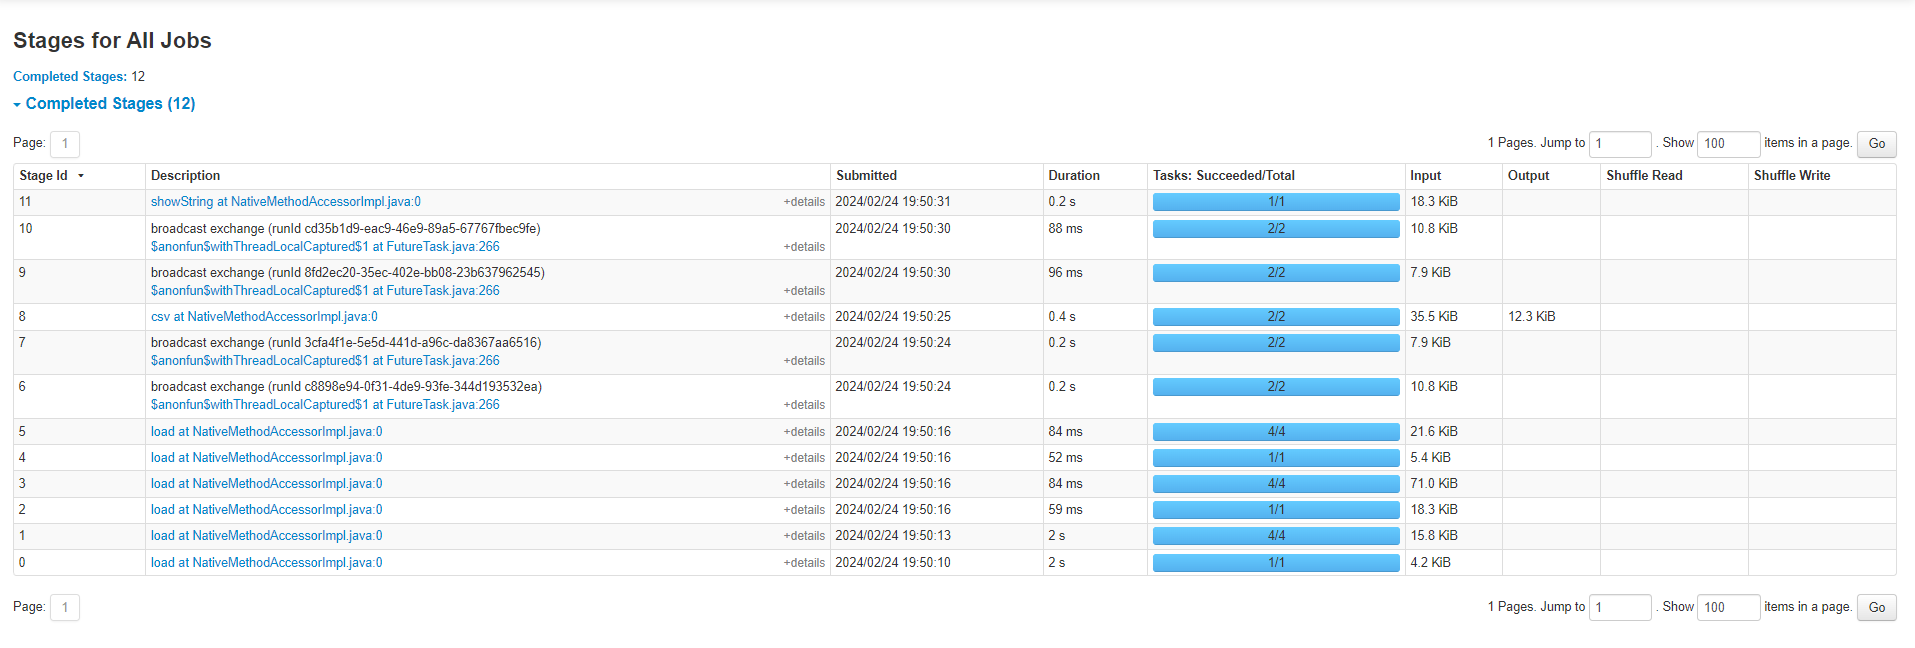 Stages for All Jobs
Completed Stages: 12
Completed Stages (12)
Page: 1 1 Pages. Jump to 1 . Show 100 items in a page. Go
Stage Id Description Submitted Duration Tasks: Succeeded/Total Input Output Shuffle Read Shuffle Write
11 showString at NativeMethodAccessorImpl.java:0 +details 2024/02/24 19:50:31 0.2 s 1/1 18.3 KiB
10 broadcast exchange (runId cd35b1d9-eac9-46e9-89a5-67767fbec9fe) 2024/02/24 19:50:30 88 ms 2/2 10.8 KiB
$anonfun$withThreadLocalCaptured$1 at FutureTask.java:266 +details
9 broadcast exchange (runId 8fd2ec20-35ec-402e-bb08-23b637962545) 2024/02/24 19:50:30 96 ms 2/2 7.9 KiB
$anonfun$withThreadLocalCaptured$1 at FutureTask.java:266 +details
8 csv at NativeMethodAccessorImpl.java:0 +details 2024/02/24 19:50:25 0.4 s 2/2 35.5 KiB 12.3 KiB
7 broadcast exchange (runId 3cfa4f1e-5e5d-441d-a96c-da8367aa6516) 2024/02/24 19:50:24 0.2 s 2/2 7.9 KiB
$anonfun$withThreadLocalCaptured$1 at FutureTask.java:266 +details
6 broadcast exchange (runId c8898e94-0f31-4de9-93fe-344d193532ea) 2024/02/24 19:50:24 0.2 s 2/2 10.8 KiB
$anonfun$withThreadLocalCaptured$1 at FutureTask.java:266 +details
5 load at NativeMethodAccessorImpl.java:0 +details 2024/02/24 19:50:16 84 ms 4/4 21.6 KiB
4 load at NativeMethodAccessorImpl.java:0 +details 2024/02/24 19:50:16 52 ms 1/1 5.4 KiB
3 load at NativeMethodAccessorImpl.java:0 +details 2024/02/24 19:50:16 84 ms 4/4 71.0 KiB
2 load at NativeMethodAccessorImpl.java:0 +details 2024/02/24 19:50:16 59 ms 1/1 18.3 KiB
1 load at NativeMethodAccessorImpl.java:0 +details 2024/02/24 19:50:13 2 s 4/4 15.8 KiB
0 load at NativeMethodAccessorImpl.java:0 +details 2024/02/24 19:50:10 2 s 1/1 4.2 KiB
Page: 1 1 Pages. Jump to 1 . Show 100 items in a page. Go